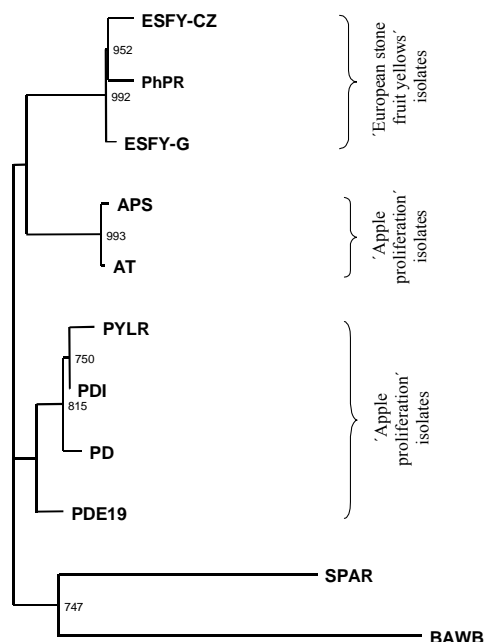 ESFY-CZ
952
PhPR
992
ESFY-G
´European stone
fruit yellows´
isolates
APS
993
AT
´Apple
proliferation´
isolates
PYLR
750
PDI
815
PD
PDE19
´Apple
proliferation´
isolates
SPAR
747
BAWB